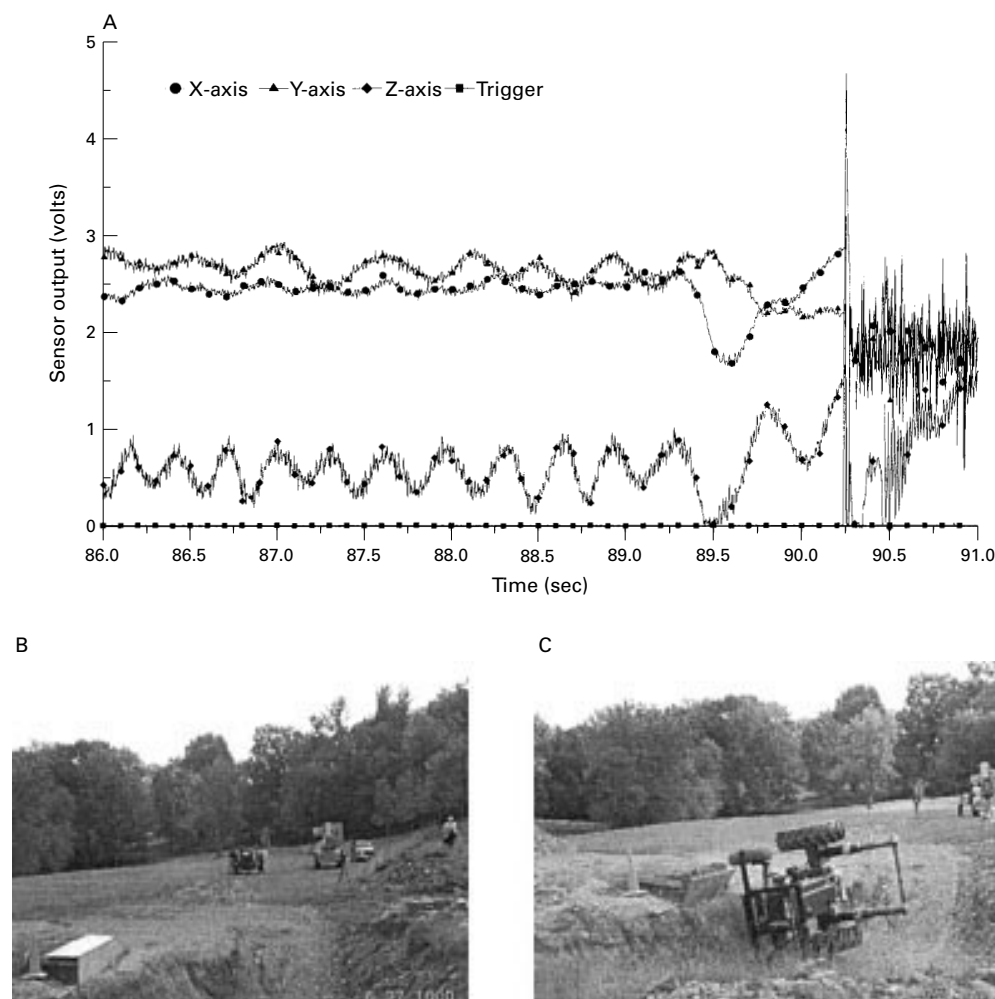 A
5
4
3
2
1
0
Sensor output (volts)
X-axis Y-axis Z-axis Trigger
86.0 86.5 87.0 87.5 88.0 88.5 89.0 89.5 90.0 90.5 91.0
Time (sec)
B
C